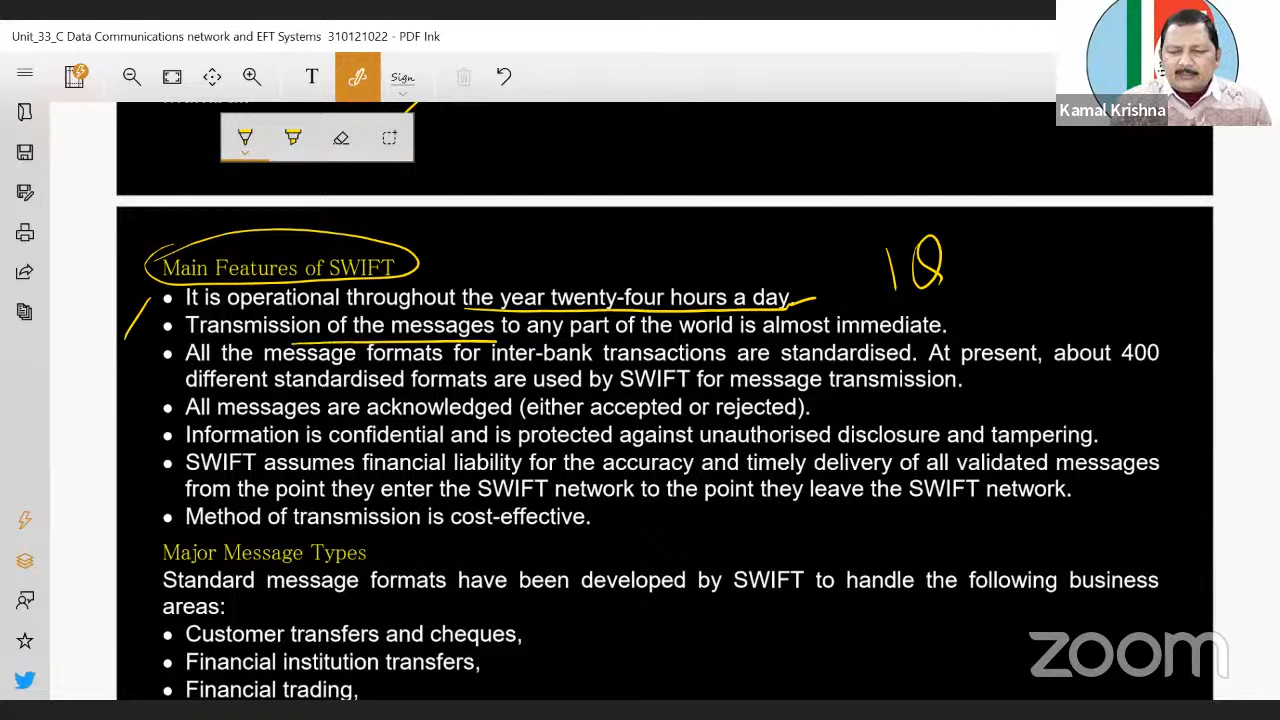 Unit_33_C Data Communications network and EFT Systems 310121022 - PDF Ink
T
Sign
Kamal Krishna
Main Features of SWIFT
18
• It is operational throughout the year twenty-four hours a day.
• Transmission of the messages to any part of the world is almost immediate.
• All the message formats for inter-bank transactions are standardised. At present, about 400
different standardised formats are used by SWIFT for message transmission.
• All messages are acknowledged (either accepted or rejected).
• Information is confidential and is protected against unauthorised disclosure and tampering.
• SWIFT assumes financial liability for the accuracy and timely delivery of all validated messages
from the point they enter the SWIFT network to the point they leave the SWIFT network.
• Method of transmission is cost-effective.
Major Message Types
Standard message formats have been developed by SWIFT to handle the following business
areas:
• Customer transfers and cheques,
• Financial institution transfers,
• Financial trading,
zoom